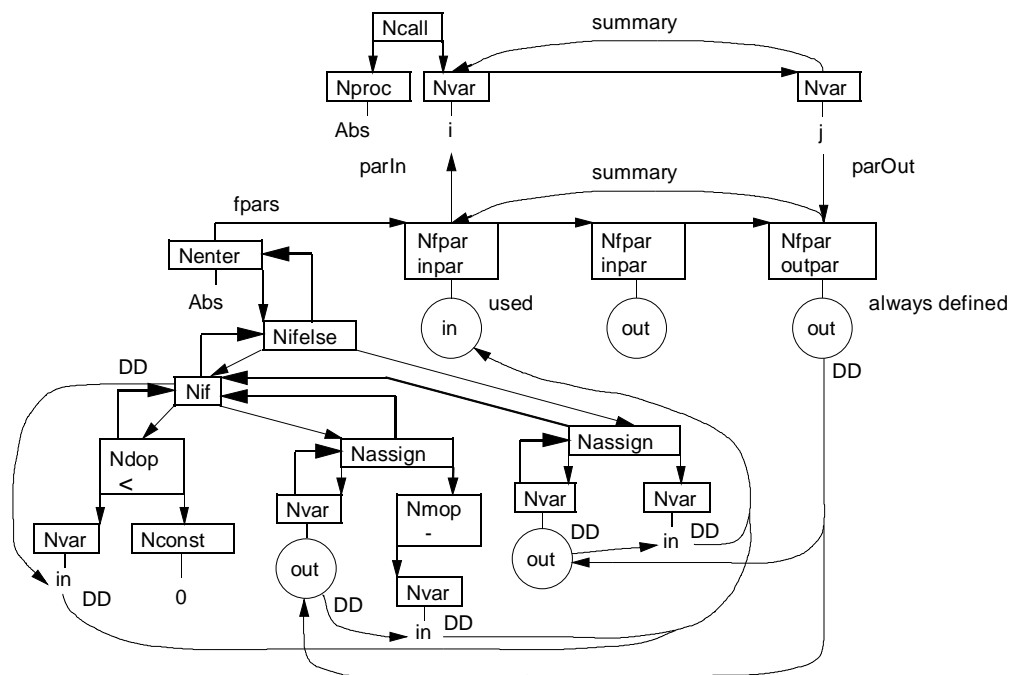 Ncall
summary
Nproc
Nvar
Nvar
Abs
i
j
parIn
parOut
summary
fpars
Nfpar
inpar
Nfpar
inpar
Nfpar
outpar
Nenter
Abs
used
always defined
in
out
out
Nifelse
DD
DD
Nif
Ndop
<
Nassign
Nassign
Nvar
Nmop
-
Nvar
Nvar
Nvar
Nconst
DD
in
DD
out
out
in
DD
0
Nvar
DD
in
DD